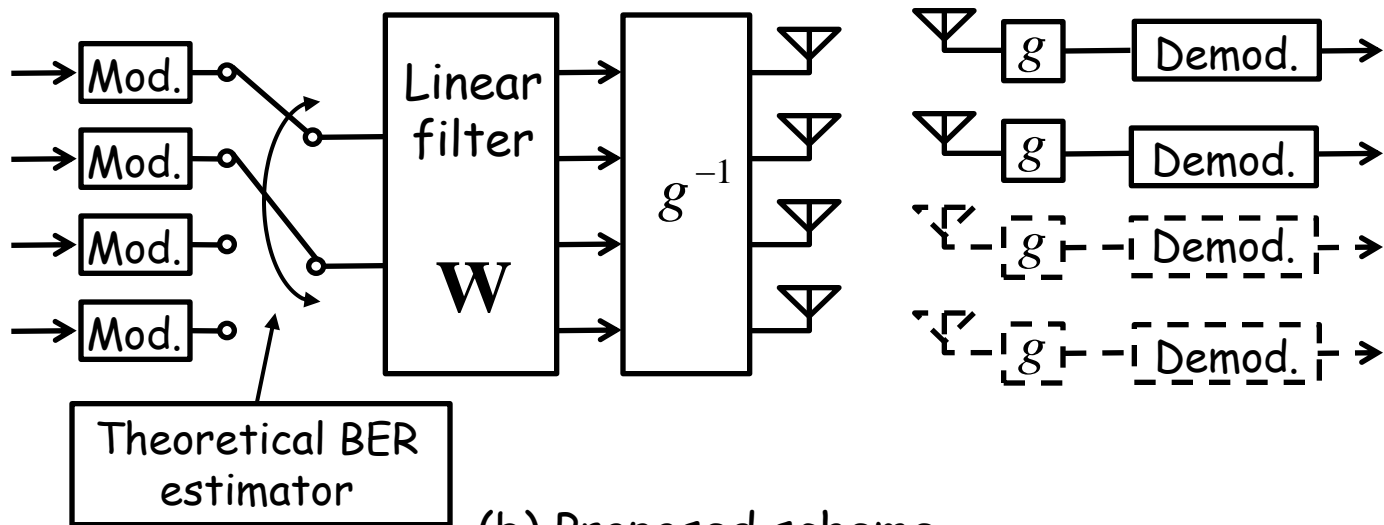 Mod.
Mod.
Mod.
Mod.
Linear
filter
W
g⁻¹
g
Demod.
g
Demod.
g
Demod.
g
Demod.
Theoretical BER
estimator
(b) Proposed scheme